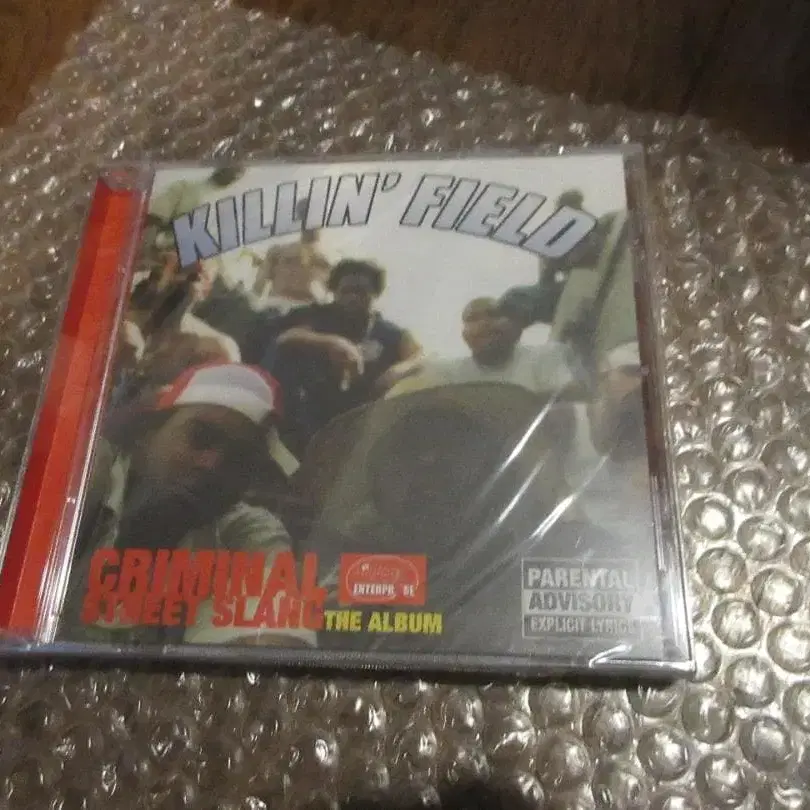 KILLIN' FIELD
CRIMINAL
STREET SLANG THE ALBUM
PARENTAL
ADVISORY
EXPLICIT LYRICS